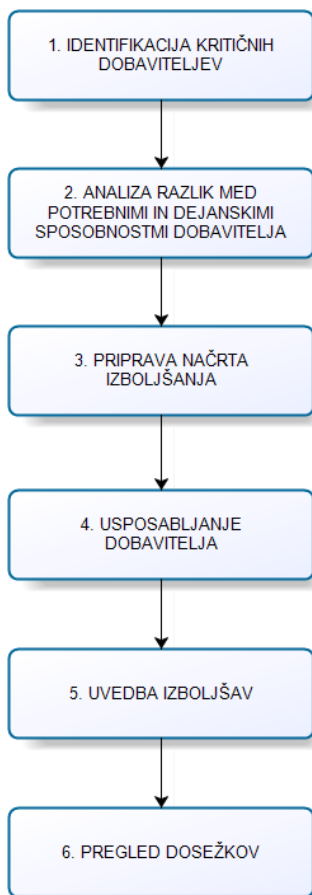 1. IDENTIFIKACIJA KRITIČNIH
DOBAVITELJEV
2. ANALIZA RAZLIK MED
POTREBNIMI IN DEJANSKIMI
SPOSOBNOSTMI DOBAVITELJA
3. PRIPRAVA NAČRTA
IZBOLJŠANJA
4. USPOSABLJANJE
DOBAVITELJA
5. UVEDBA IZBOLJŠAV
6. PREGLED DOSEŽKOV